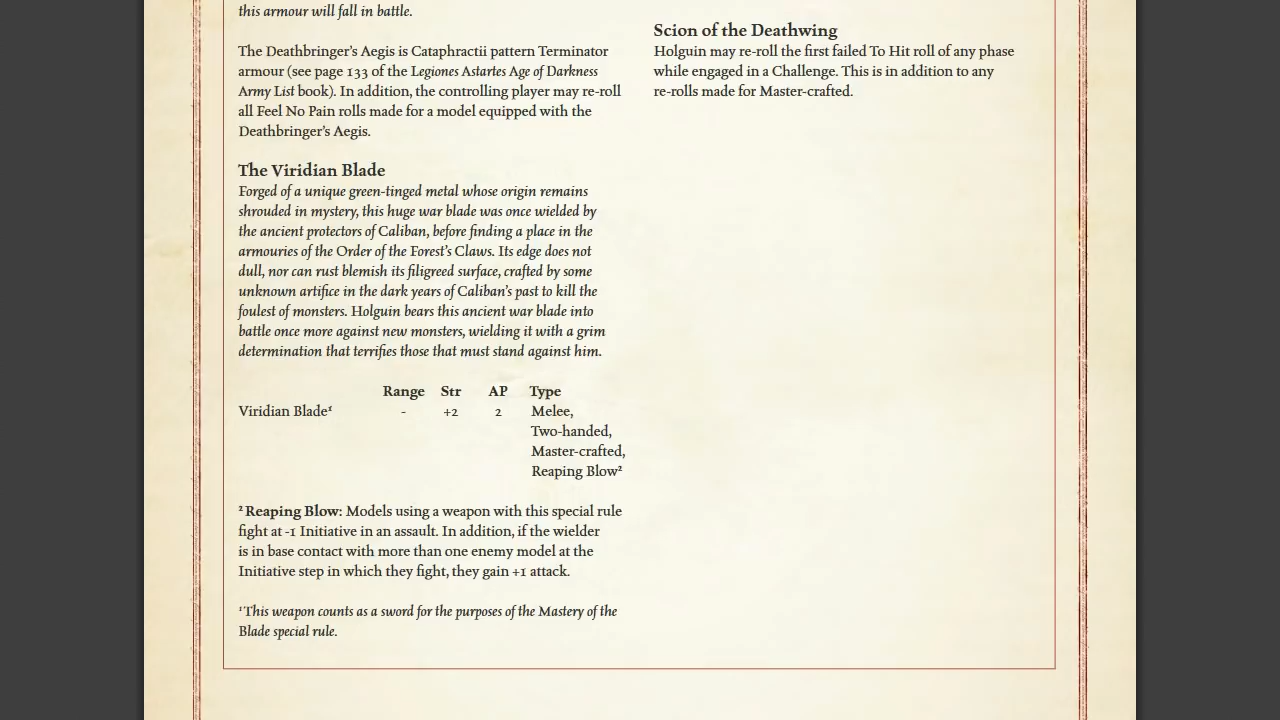 this armour will fall in battle.
The Deathbringer's Aegis is Cataphractii pattern Terminator
armour (see page 133 of the Legiones Astartes Age of Darkness
Army List book). In addition, the controlling player may re-roll
all Feel No Pain rolls made for a model equipped with the
Deathbringer's Aegis.
The Viridian Blade
Forged of a unique green-tinged metal whose origin remains
shrouded in mystery, this huge war blade was once wielded by
the ancient protectors of Caliban, before finding a place in the
armouries of the Order of the Forest's Claws. Its edge does not
dull, nor can rust blemish its filigreed surface, crafted by some
unknown artifice in the dark years of Caliban's past to kill the
foulest of monsters. Holguin bears this ancient war blade into
battle once more against new monsters, wielding it with a grim
determination that terrifies those that must stand against him.
Range Str AP Type
Viridian Blade¹ - +2 2 Melee,
Two-handed,
Master-crafted,
Reaping Blow²
² Reaping Blow: Models using a weapon with this special rule
fight at -1 Initiative in an assault. In addition, if the wielder
is in base contact with more than one enemy model at the
Initiative step in which they fight, they gain +1 attack.
¹ This weapon counts as a sword for the purposes of the Mastery of the
Blade special rule.
Scion of the Deathwing
Holguin may re-roll the first failed To Hit roll of any phase
while engaged in a Challenge. This is in addition to any
re-rolls made for Master-crafted.